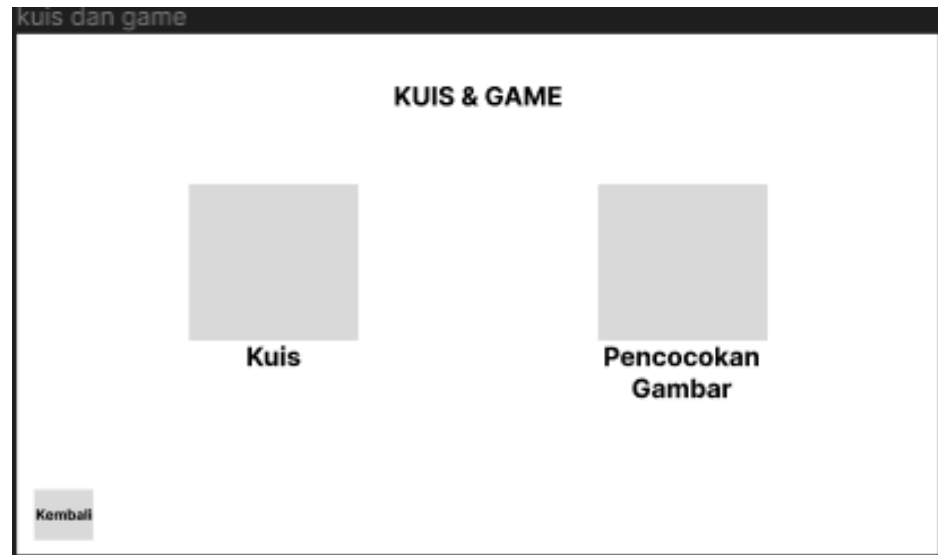 kuis dan game
KUIS & GAME
Kuis
Pencocokan
Gambar
Kembali